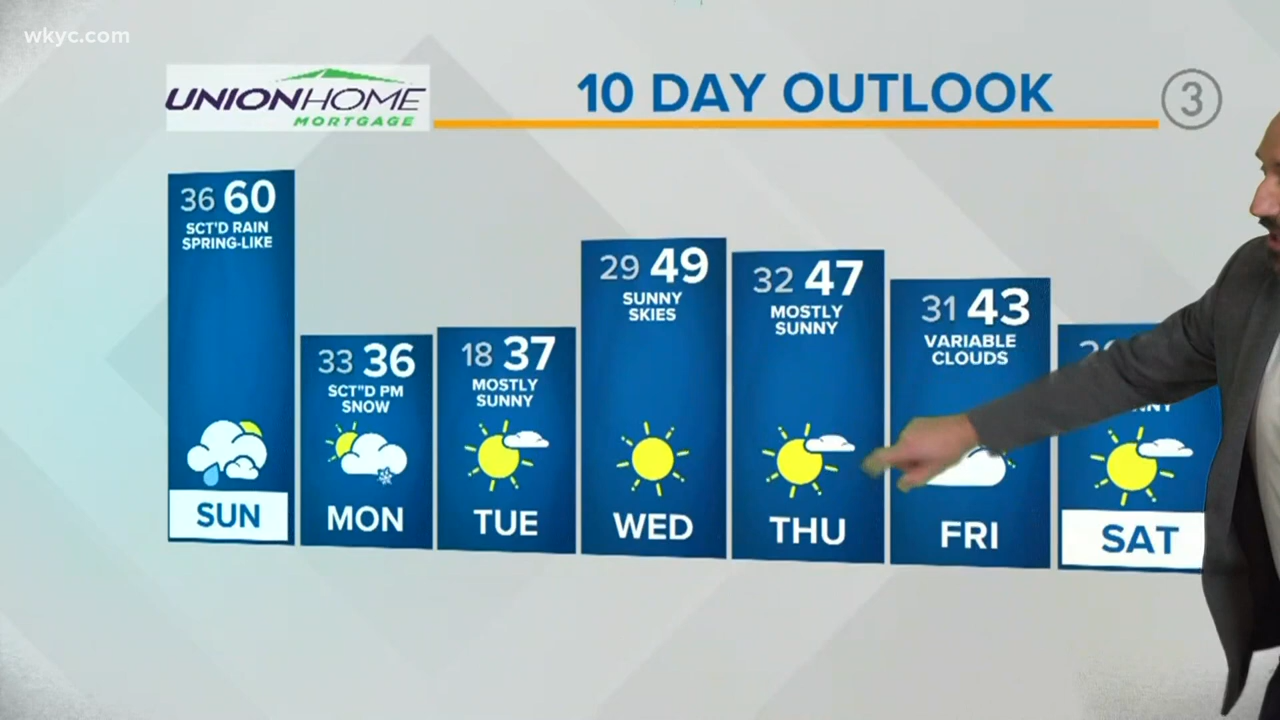 wkyc.com
UNIONHOME
MORTGAGE
10 DAY OUTLOOK
3
36 60
SCT'D RAIN
SPRING-LIKE
SUN
33 36
SCT"D PM
SNOW
MON
18 37
MOSTLY
SUNNY
TUE
29 49
SUNNY
SKIES
WED
32 47
MOSTLY
SUNNY
THU
31 43
VARIABLE
CLOUDS
FRI
SAT